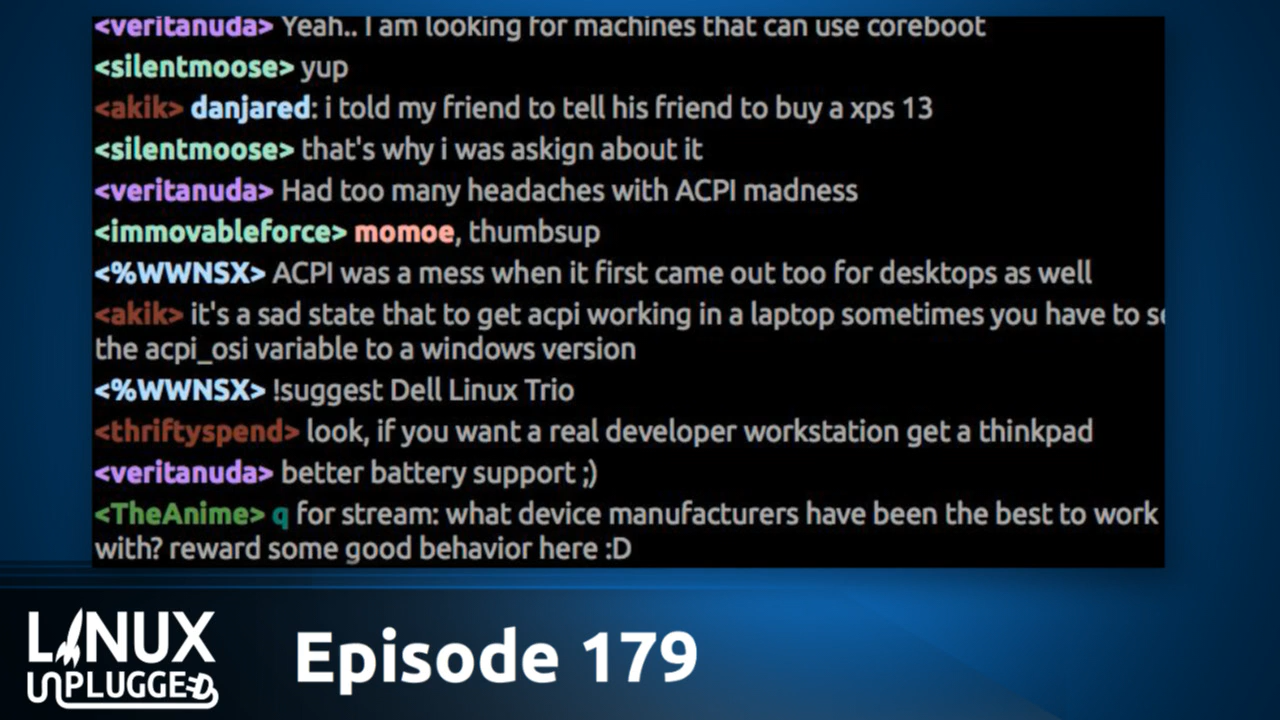 <veritanuda> Yeah.. I am looking for machines that can use coreboot
<silentmoose> yup
<akik> danjared: i told my friend to tell his friend to buy a xps 13
<silentmoose> that's why i was askign about it
<veritanuda> Had too many headaches with ACPI madness
<immovableforce> momoe, thumbsup
<%WWNSX> ACPI was a mess when it first came out too for desktops as well
<akik> it's a sad state that to get acpi working in a laptop sometimes you have to
the acpi_osi variable to a windows version
<%WWNSX> !suggest Dell Linux Trio
<thriftyspend> look, if you want a real developer workstation get a thinkpad
<veritanuda> better battery support ;)
<TheAnime> q for stream: what device manufacturers have been the best to work
with? reward some good behavior here :D
LINUX
UNPLUGGED
Episode 179